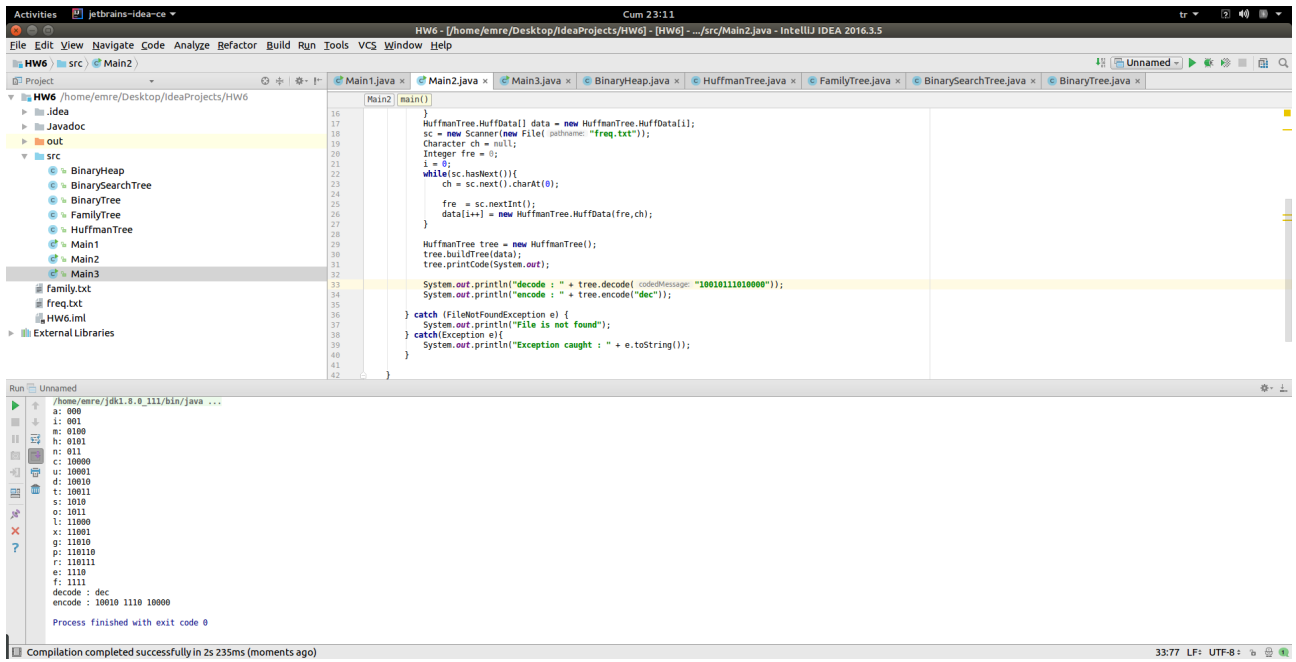 Activities jetbrains-idea-ce Cum 23:11 tr
HW6 - [/home/emre/Desktop/IdeaProjects/HW6] - [HW6] - .../src/Main2.java - IntelliJ IDEA 2016.3.5
File Edit View Navigate Code Analyze Refactor Build Run Tools VCS Window Help
HW6 src Main2 Unnamed
Project Main1.java × Main2.java × Main3.java × BinaryHeap.java × HuffmanTree.java × FamilyTree.java × BinarySearchTree.java × BinaryTree.java ×
HW6 /home/emre/Desktop/IdeaProjects/HW6
.idea
Javadoc
out
src
BinaryHeap
BinarySearchTree
BinaryTree
FamilyTree
HuffmanTree
Main1
Main2
Main3
family.txt
freq.txt
HW6.iml
External Libraries
Main2 main()
16 }
17 HuffmanTree.HuffData[] data = new HuffmanTree.HuffData[i];
18 sc = new Scanner(new File( pathname: "freq.txt"));
19 Character ch = null;
20 Integer fre = 0;
21 i = 0;
22 while(sc.hasNext()){
23 ch = sc.next().charAt(0);
24
25 fre = sc.nextInt();
26 data[i++] = new HuffmanTree.HuffData(fre,ch);
27 }
28
29 HuffmanTree tree = new HuffmanTree();
30 tree.buildTree(data);
31 tree.printCode(System.out);
32
33 System.out.println("decode : " + tree.decode( codedMessage: "10010111010000"));
34 System.out.println("encode : " + tree.encode("dec"));
35
36 } catch (FileNotFoundException e) {
37 System.out.println("File is not found");
38 } catch(Exception e){
39 System.out.println("Exception caught : " + e.toString());
40 }
41
42 }
Run Unnamed
/home/emre/jdk1.8.0_111/bin/java ...
a: 000
i: 001
m: 0100
h: 0101
n: 011
c: 10000
u: 10001
d: 10010
t: 10011
s: 1010
o: 1011
l: 11000
x: 11001
g: 11010
p: 110110
r: 110111
e: 1110
f: 1111
decode : dec
encode : 10010 1110 10000
Process finished with exit code 0
Compilation completed successfully in 2s 235ms (moments ago) 33:77 LF÷ UTF-8÷